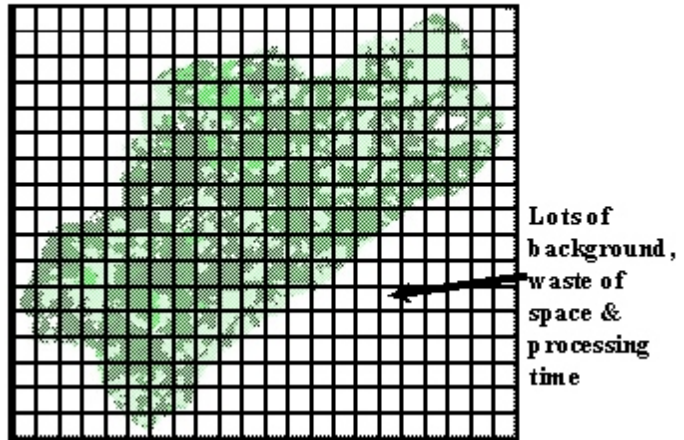 Lots of
background,
waste of
space &
processing
time